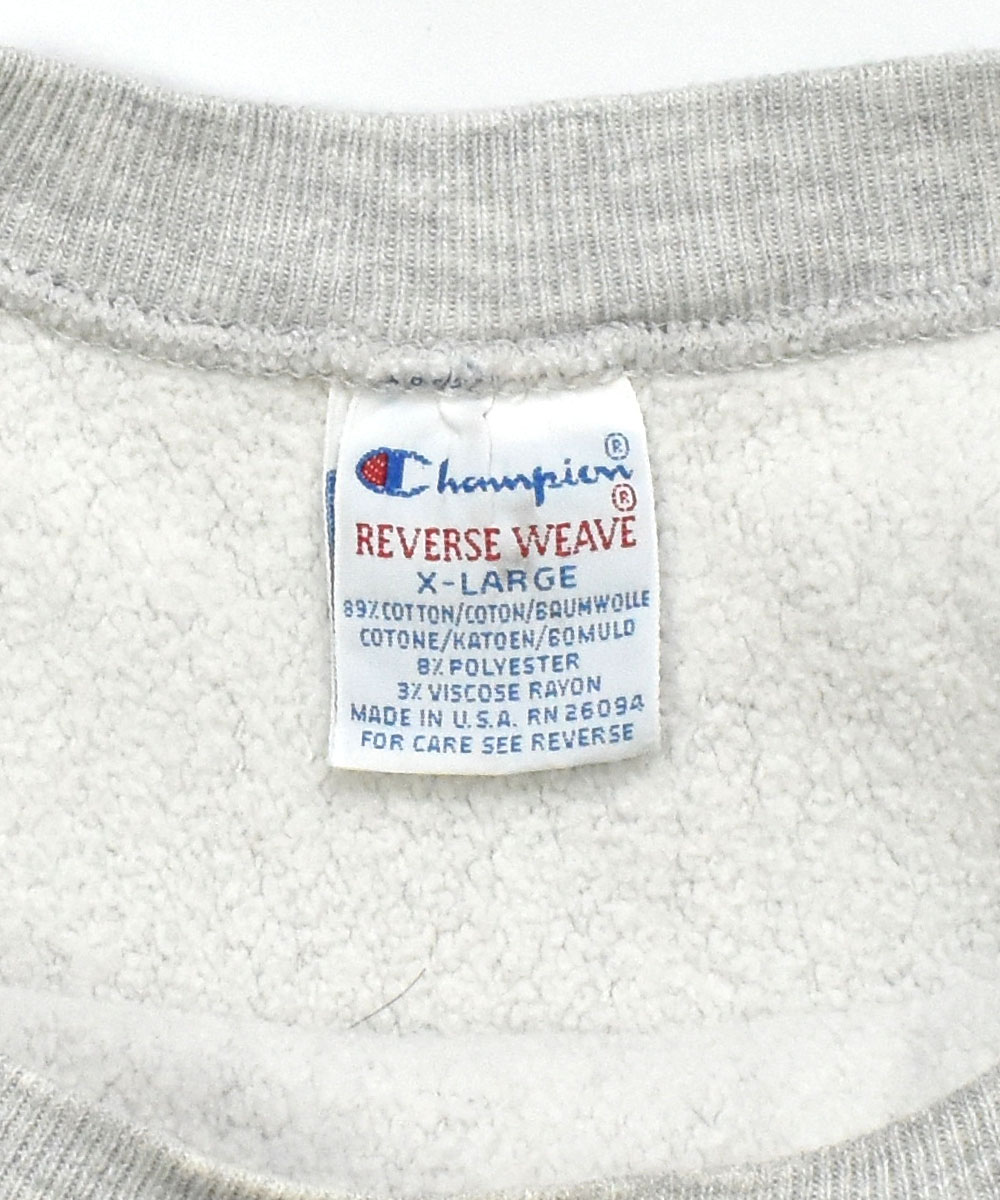 Champion®
®
REVERSE WEAVE
X-LARGE
89% COTTON/COTON/BAUMWOLLE
COTONE/KATOEN/BOMULD
8% POLYESTER
3% VISCOSE RAYON
MADE IN U.S.A. RN 26094
FOR CARE SEE REVERSE